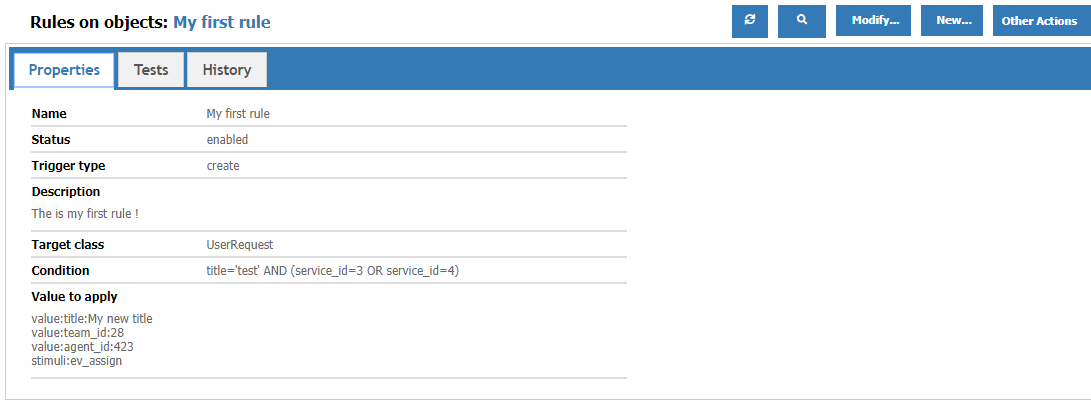 Rules on objects: My first rule
Modify... New... Other Actions
Properties Tests History
Name My first rule
Status enabled
Trigger type create
Description
The is my first rule !
Target class UserRequest
Condition title='test' AND (service_id=3 OR service_id=4)
Value to apply
value:title:My new title
value:team_id:28
value:agent_id:423
stimuli:ev_assign